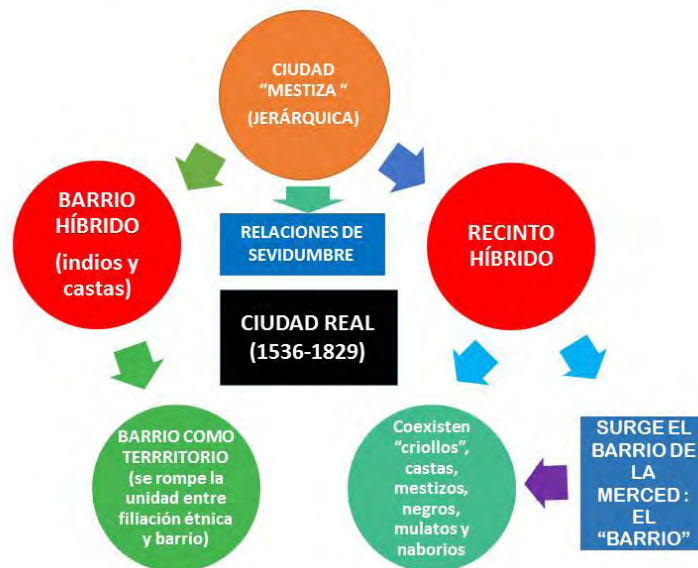 CIUDAD
"MESTIZA "
(JERÁRQUICA)
BARRIO
HÍBRIDO
(indios y
castas)
RELACIONES DE
SEVIDUMBRE
RECINTO
HÍBRIDO
CIUDAD REAL
(1536-1829)
BARRIO COMO
TERRRITORIO
(se rompe la
unidad entre
filiación étnica
y barrio)
Coexisten
"criollos",
castas,
mestizos,
negros,
mulatos y
naborios
SURGE EL
BARRIO DE
LA
MERCED :
EL
"BARRIO"